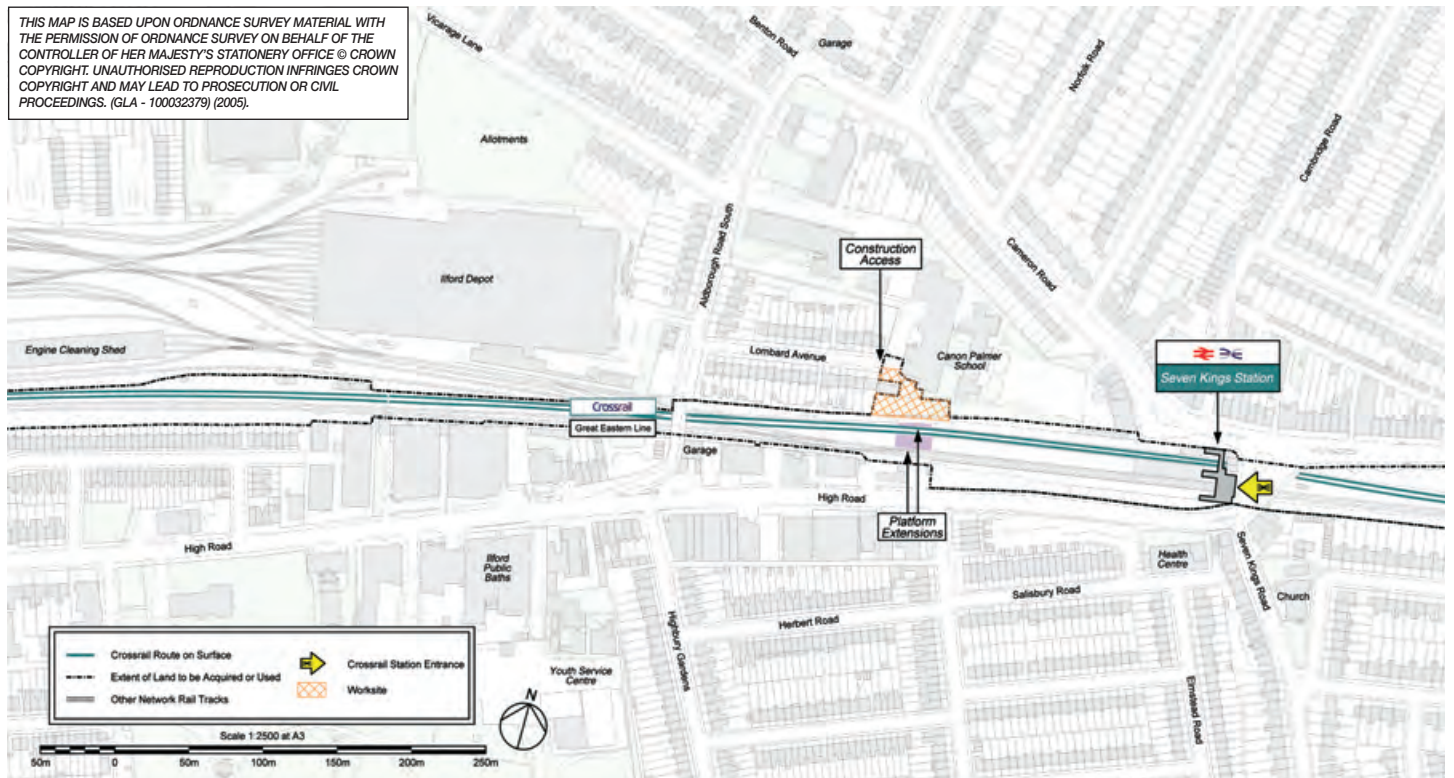 THIS MAP IS BASED UPON ORDNANCE SURVEY MATERIAL WITH
THE PERMISSION OF ORDNANCE SURVEY ON BEHALF OF THE
CONTROLLER OF HER MAJESTY'S STATIONERY OFFICE © CROWN
COPYRIGHT. UNAUTHORISED REPRODUCTION INFRINGES CROWN
COPYRIGHT AND MAY LEAD TO PROSECUTION OR CIVIL
PROCEEDINGS. (GLA - 100032379) (2005).
Vicarage Lane
Benton Road
Garage
Norfolk Road
Cambridge Road
Allotments
Aldborough Road South
Cameron Road
Construction
Access
Ilford Depot
Engine Cleaning Shed
Lombard Avenue
Canon Palmer
School
Seven Kings Station
Crossrail
Great Eastern Line
Garage
High Road
Platform
Extensions
High Road
Ilford
Public
Baths
Health
Centre
Seven Kings Road
Church
Salisbury Road
Herbert Road
Highbury Gardens
Youth Service
Centre
Elmstead Road
Crossrail Route on Surface
Extent of Land to be Acquired or Used
Other Network Rail Tracks
Crossrail Station Entrance
Worksite
N
Scale 1:2500 at A3
50m 0 50m 100m 150m 200m 250m